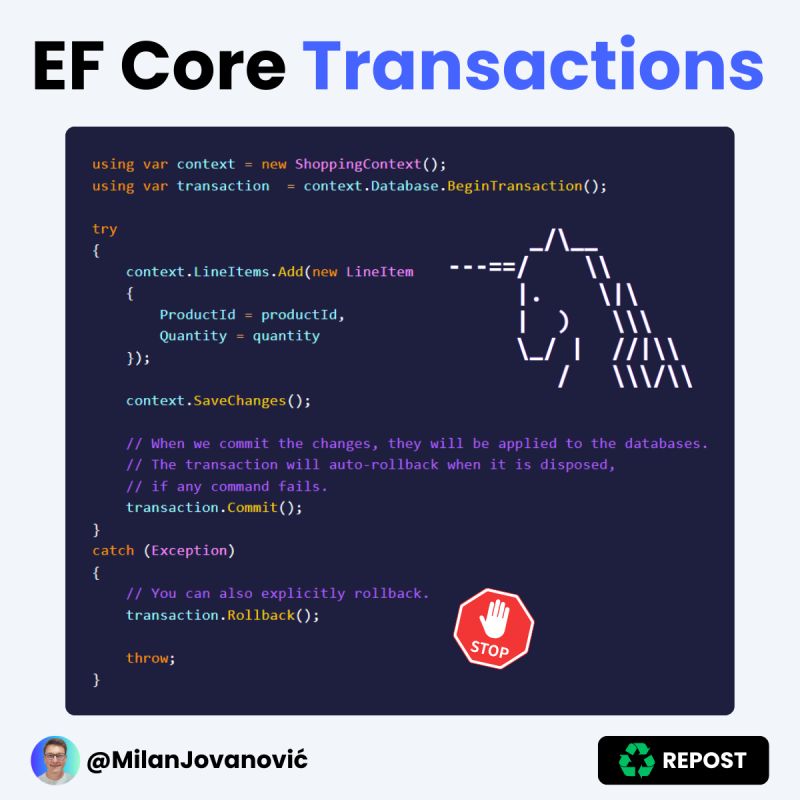 EF Core Transactions
using var context = new ShoppingContext();
using var transaction  = context.Database.BeginTransaction();
try
{
    context.LineItems.Add(new LineItem
    {
        ProductId = productId,
        Quantity = quantity
    });
    context.SaveChanges();
    // When we commit the changes, they will be applied to the databases.
    // The transaction will auto-rollback when it is disposed,
    // if any command fails.
    transaction.Commit();
}
catch (Exception)
{
    // You can also explicitly rollback.
    transaction.Rollback();
    throw;
}
      _/\__
---==/     \\
     |.     \|\
     |  )    \\\
     \_/ |  //|\\
        /   \\\/\\
STOP
@MilanJovanović
REPOST